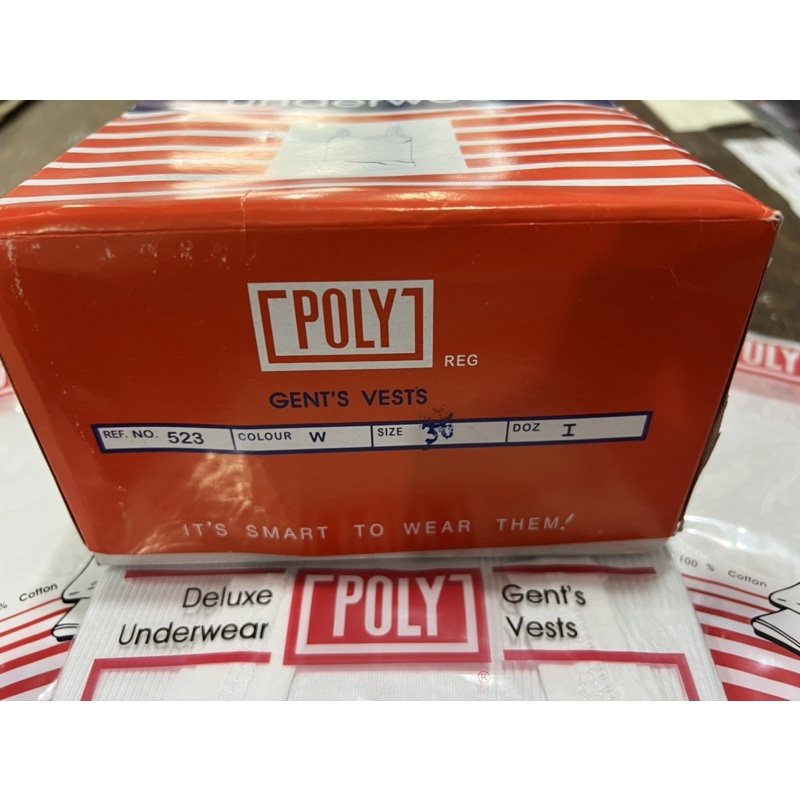 POLY
REG
GENT'S VESTS
REF. NO. 523 COLOUR W SIZE DOZ I
IT'S SMART TO WEAR THEM!
Deluxe
Underwear
POLY
®
Gent's
Vests
% Cotton
100 % Cotton